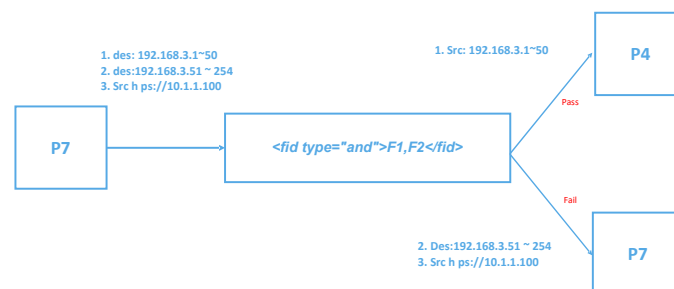 1. des: 192.168.3.1~50
2. des:192.168.3.51 ~ 254
3. Src h ps://10.1.1.100
P7
<fid type="and">F1,F2</fid>
1. Src: 192.168.3.1~50
P4
Pass
Fail
2. Des:192.168.3.51 ~ 254
3. Src h ps://10.1.1.100
P7